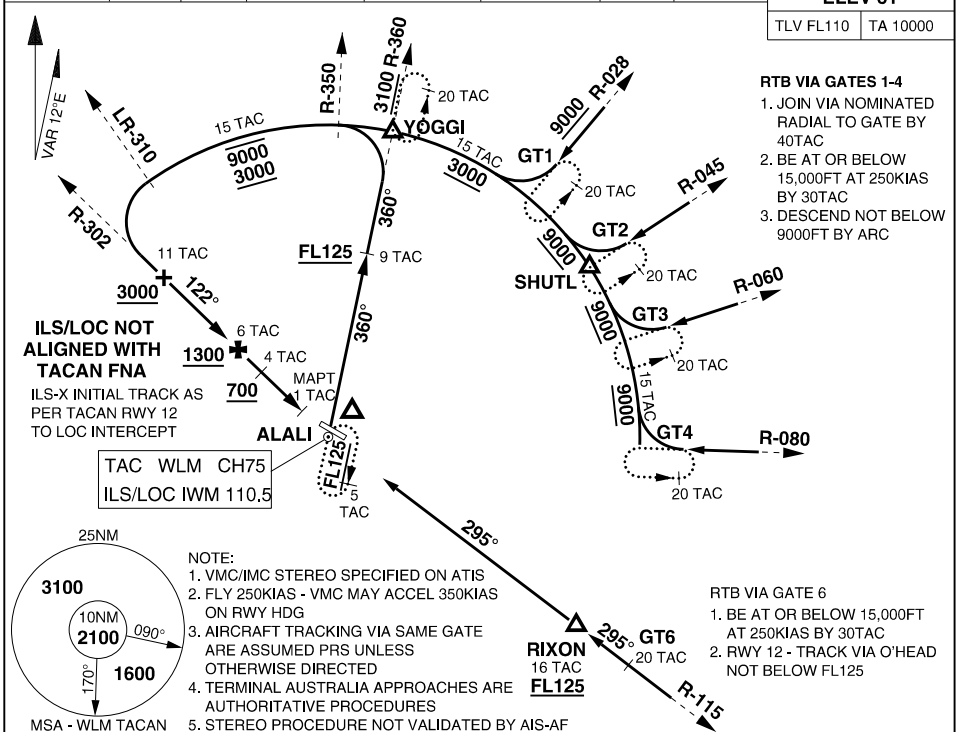 TLV FL110 TA 10000
VAR 12°E
LR-310
R-302
15 TAC
9000
3000
R-350
3100 R-360
20 TAC
YOGGI
15 TAC
3000
GT1
9000
R-028
20 TAC
GT2
R-045
9000
SHUTL
20 TAC
9000
GT3
R-060
20 TAC
15 TAC
9000
GT4
R-080
20 TAC
RTB VIA GATES 1-4
1. JOIN VIA NOMINATED
RADIAL TO GATE BY
40TAC
2. BE AT OR BELOW
15,000FT AT 250KIAS
BY 30TAC
3. DESCEND NOT BELOW
9000FT BY ARC
11 TAC
3000
122°
6 TAC
1300
4 TAC
700
MAPT
1 TAC
360°
FL125
9 TAC
360°
ILS/LOC NOT
ALIGNED WITH
TACAN FNA
ILS-X INITIAL TRACK AS
PER TACAN RWY 12
TO LOC INTERCEPT
ALALI
TAC WLM CH75
ILS/LOC IWM 110.5
FL125
5
TAC
295°
RIXON
16 TAC
FL125
295°
GT6
20 TAC
R-115
RTB VIA GATE 6
1. BE AT OR BELOW 15,000FT
AT 250KIAS BY 30TAC
2. RWY 12 - TRACK VIA O'HEAD
NOT BELOW FL125
25NM
3100
10NM
2100
090°
170°
1600
MSA - WLM TACAN
NOTE:
1. VMC/IMC STEREO SPECIFIED ON ATIS
2. FLY 250KIAS - VMC MAY ACCEL 350KIAS
ON RWY HDG
3. AIRCRAFT TRACKING VIA SAME GATE
ARE ASSUMED PRS UNLESS
OTHERWISE DIRECTED
4. TERMINAL AUSTRALIA APPROACHES ARE
AUTHORITATIVE PROCEDURES
5. STEREO PROCEDURE NOT VALIDATED BY AIS-AF